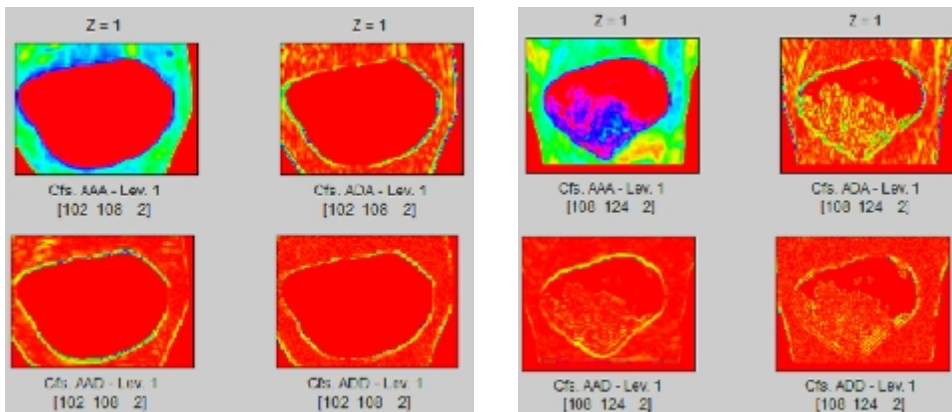 Z = 1
Z = 1
Cfs. AAA - Lev. 1
Cfs. ADA - Lev. 1
[102 108 2]
[102 108 2]
Cfs. AAD - Lev. 1
Cfs. ADD - Lev. 1
[102 108 2]
[102 108 2]
Z = 1
Z = 1
Cfs. AAA - Lev. 1
Cfs. ADA - Lev. 1
[108 124 2]
[108 124 2]
Cfs. AAD - Lev. 1
Cfs. ADD - Lev. 1
[108 124 2]
[108 124 2]